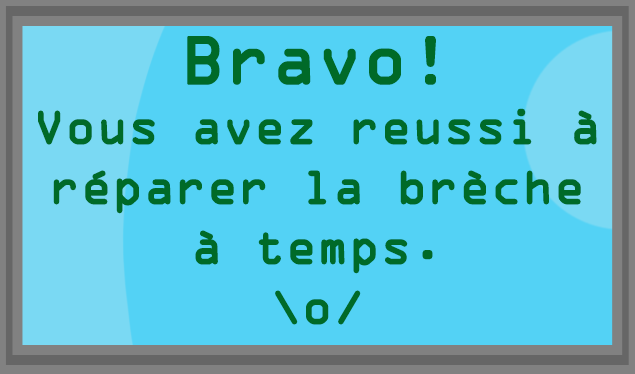 Bravo!
Vous avez reussi à
réparer la brèche
à temps.
\o/